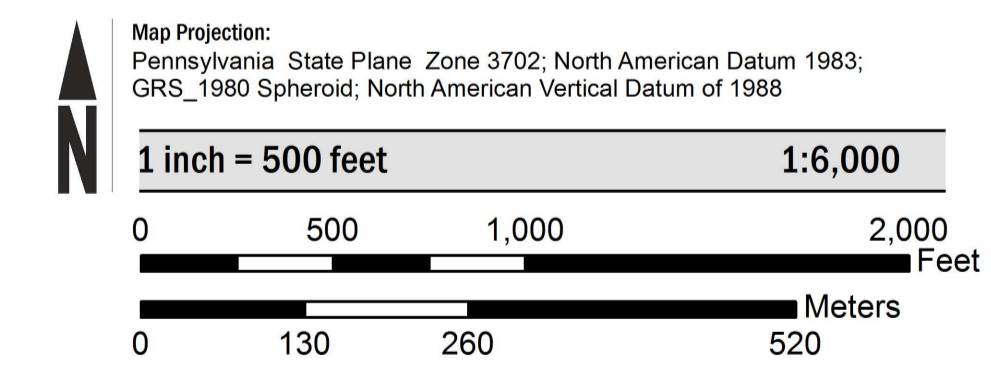 Map Projection:
Pennsylvania State Plane Zone 3702; North American Datum 1983;
GRS_1980 Spheroid; North American Vertical Datum of 1988
N
1 inch = 500 feet 1:6,000
0 500 1,000 2,000
Feet
Meters
0 130 260 520